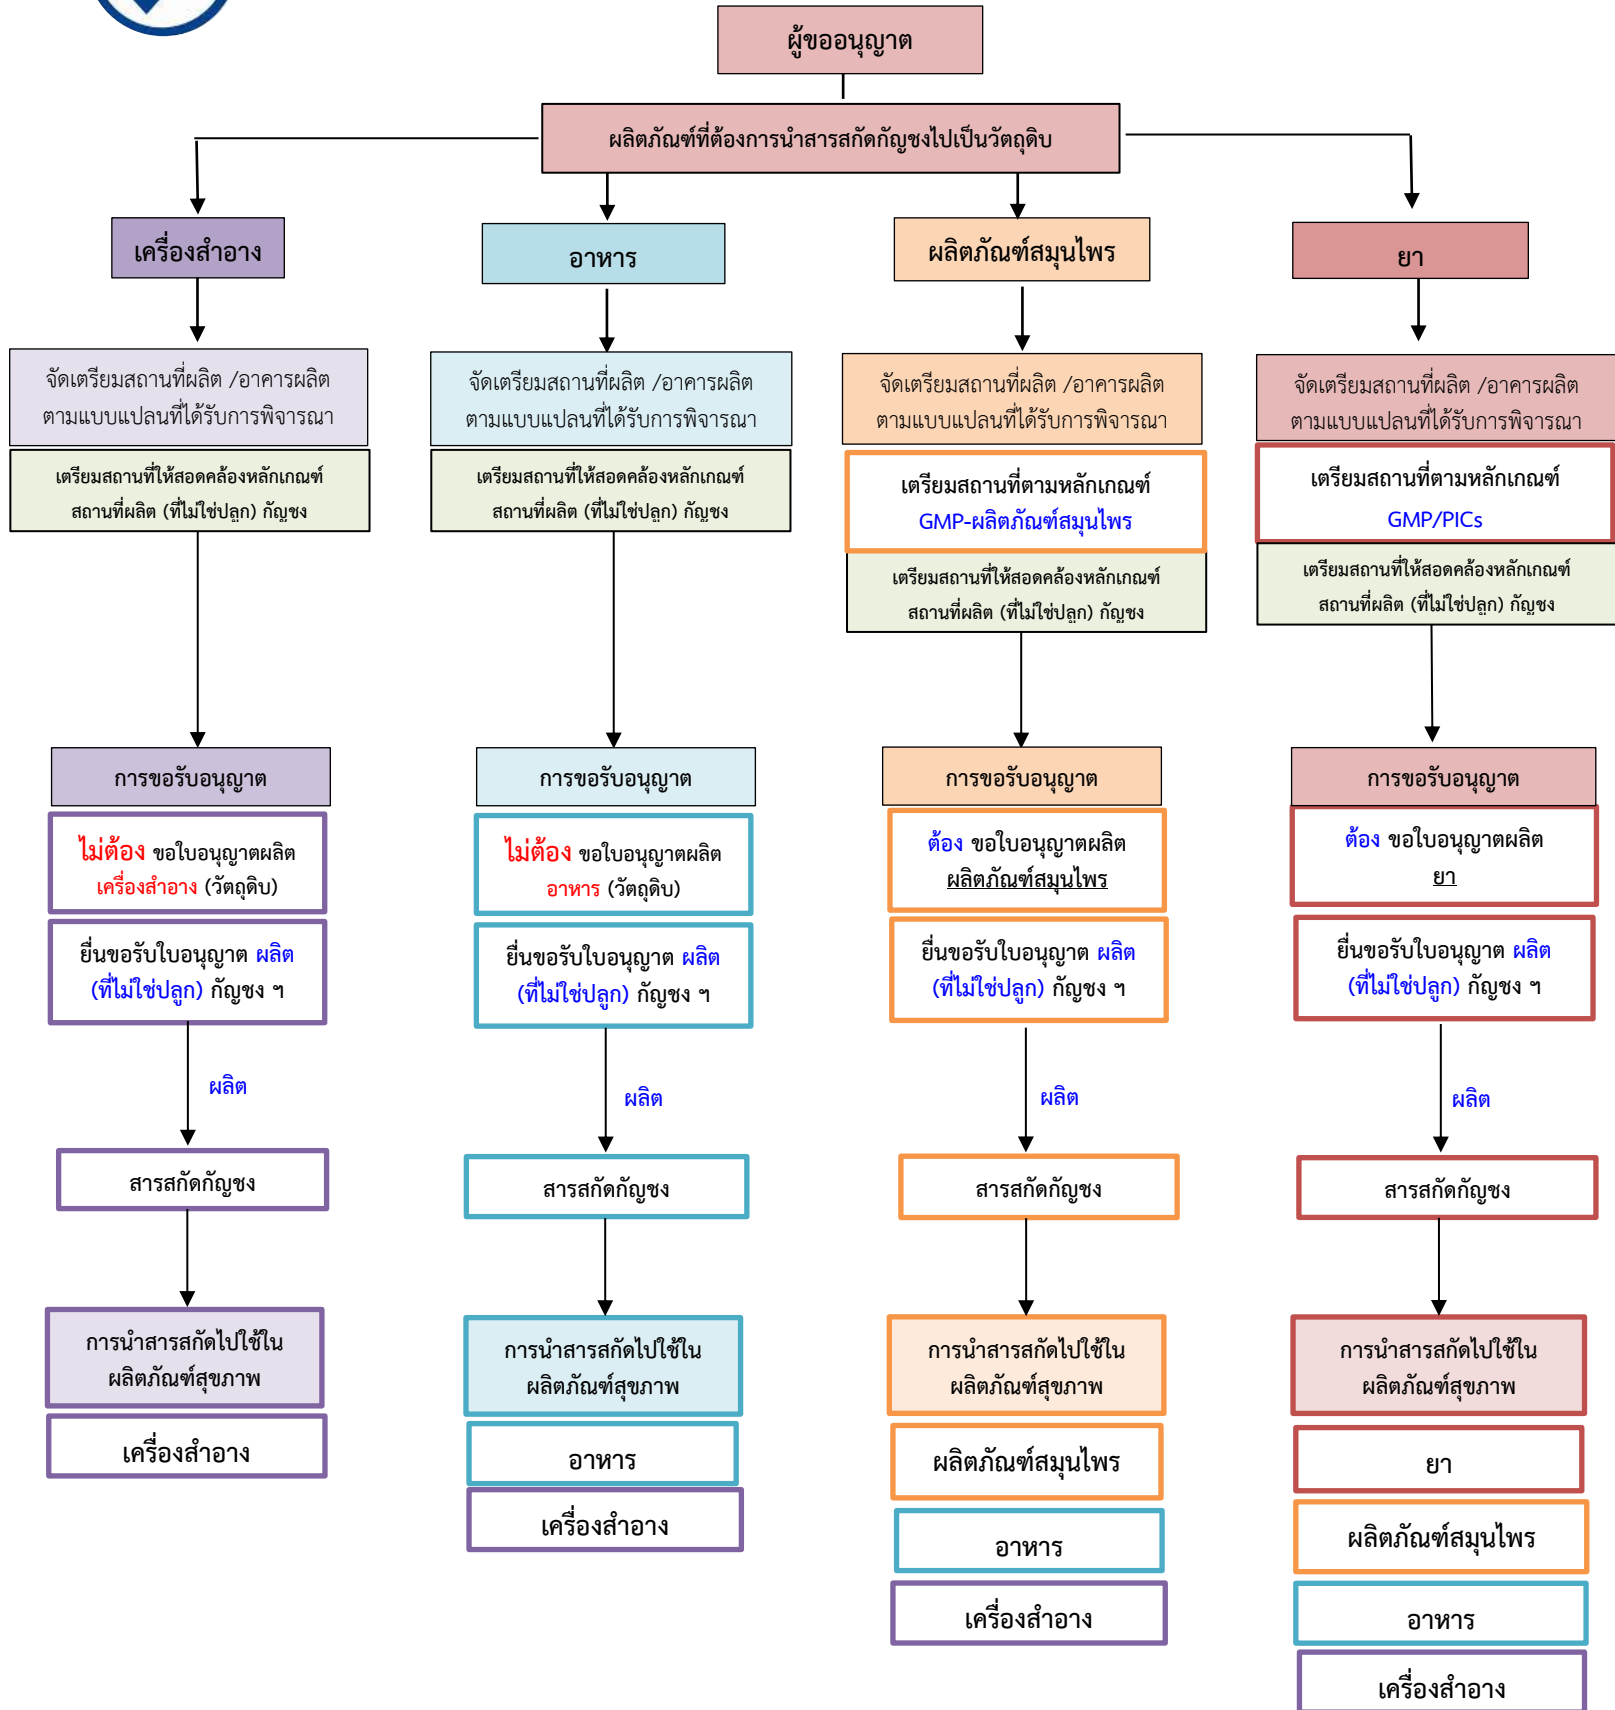 ผู้ขออนุญาต
ผลิตภัณฑ์ที่ต้องการนำสารสกัดกัญชงไปเป็นวัตถุดิบ
เครื่องสำอาง
จัดเตรียมสถานที่ผลิต /อาคารผลิต
ตามแบบแปลนที่ได้รับการพิจารณา
เตรียมสถานที่ให้สอดคล้องหลักเกณฑ์
สถานที่ผลิต (ที่ไม่ใช่ปลูก) กัญชง
การขอรับอนุญาต
ไม่ต้อง ขอใบอนุญาตผลิต
เครื่องสำอาง (วัตถุดิบ)
ยื่นขอรับใบอนุญาต ผลิต
(ที่ไม่ใช่ปลูก) กัญชง ฯ
ผลิต
สารสกัดกัญชง
การนำสารสกัดไปใช้ใน
ผลิตภัณฑ์สุขภาพ
เครื่องสำอาง
อาหาร
จัดเตรียมสถานที่ผลิต /อาคารผลิต
ตามแบบแปลนที่ได้รับการพิจารณา
เตรียมสถานที่ให้สอดคล้องหลักเกณฑ์
สถานที่ผลิต (ที่ไม่ใช่ปลูก) กัญชง
การขอรับอนุญาต
ไม่ต้อง ขอใบอนุญาตผลิต
อาหาร (วัตถุดิบ)
ยื่นขอรับใบอนุญาต ผลิต
(ที่ไม่ใช่ปลูก) กัญชง ฯ
ผลิต
สารสกัดกัญชง
การนำสารสกัดไปใช้ใน
ผลิตภัณฑ์สุขภาพ
อาหาร
เครื่องสำอาง
ผลิตภัณฑ์สมุนไพร
จัดเตรียมสถานที่ผลิต /อาคารผลิต
ตามแบบแปลนที่ได้รับการพิจารณา
เตรียมสถานที่ตามหลักเกณฑ์
GMP-ผลิตภัณฑ์สมุนไพร
เตรียมสถานที่ให้สอดคล้องหลักเกณฑ์
สถานที่ผลิต (ที่ไม่ใช่ปลูก) กัญชง
การขอรับอนุญาต
ต้อง ขอใบอนุญาตผลิต
ผลิตภัณฑ์สมุนไพร
ยื่นขอรับใบอนุญาต ผลิต
(ที่ไม่ใช่ปลูก) กัญชง ฯ
ผลิต
สารสกัดกัญชง
การนำสารสกัดไปใช้ใน
ผลิตภัณฑ์สุขภาพ
ผลิตภัณฑ์สมุนไพร
อาหาร
เครื่องสำอาง
ยา
จัดเตรียมสถานที่ผลิต /อาคารผลิต
ตามแบบแปลนที่ได้รับการพิจารณา
เตรียมสถานที่ตามหลักเกณฑ์
GMP/PICs
เตรียมสถานที่ให้สอดคล้องหลักเกณฑ์
สถานที่ผลิต (ที่ไม่ใช่ปลูก) กัญชง
การขอรับอนุญาต
ต้อง ขอใบอนุญาตผลิต
ยา
ยื่นขอรับใบอนุญาต ผลิต
(ที่ไม่ใช่ปลูก) กัญชง ฯ
ผลิต
สารสกัดกัญชง
การนำสารสกัดไปใช้ใน
ผลิตภัณฑ์สุขภาพ
ยา
ผลิตภัณฑ์สมุนไพร
อาหาร
เครื่องสำอาง